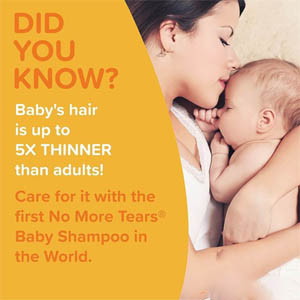 DID
YOU
KNOW?
Baby's hair
is up to
5X THINNER
than adults!
Care for it with the
first No More Tears®
Baby Shampoo in
the World.